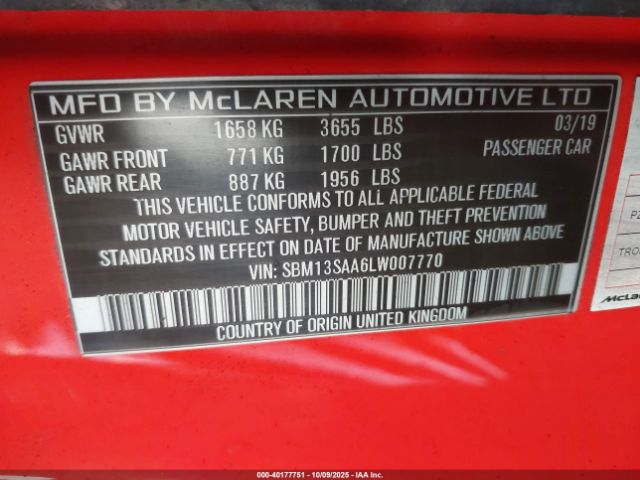 MFD BY McLAREN AUTOMOTIVE LTD
GVWR 1658 KG 3655 LBS 03/19
GAWR FRONT 771 KG 1700 LBS PASSENGER CAR
GAWR REAR 887 KG 1956 LBS
THIS VEHICLE CONFORMS TO ALL APPLICABLE FEDERAL
MOTOR VEHICLE SAFETY, BUMPER AND THEFT PREVENTION
STANDARDS IN EFFECT ON DATE OF MANUFACTURE SHOWN ABOVE
VIN: SBM13SAA6LW007770
COUNTRY OF ORIGIN UNITED KINGDOM
000-40177751 - 10/09/2025 - IAA Inc.